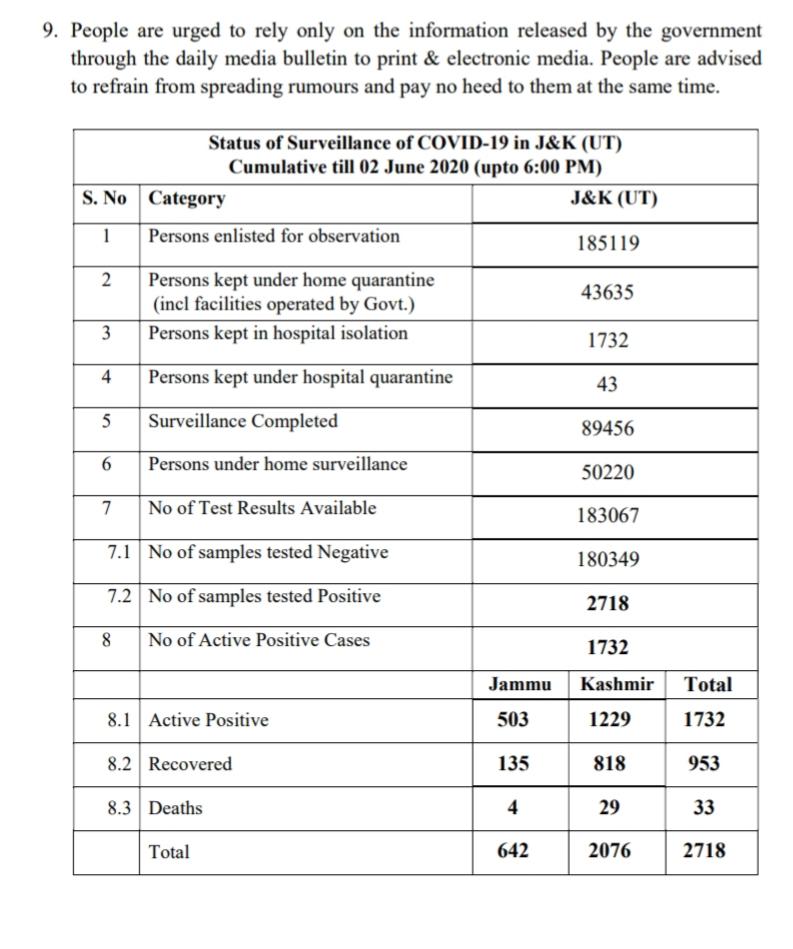 9. People are urged to rely only on the information released by the government
through the daily media bulletin to print & electronic media. People are advised
to refrain from spreading rumours and pay no heed to them at the same time.
Status of Surveillance of COVID-19 in J&K (UT)
Cumulative till 02 June 2020 (upto 6:00 PM)
S. No Category J&K (UT)
1 Persons enlisted for observation 185119
2 Persons kept under home quarantine
(incl facilities operated by Govt.) 43635
3 Persons kept in hospital isolation 1732
4 Persons kept under hospital quarantine 43
5 Surveillance Completed 89456
6 Persons under home surveillance 50220
7 No of Test Results Available 183067
7.1 No of samples tested Negative 180349
7.2 No of samples tested Positive 2718
8 No of Active Positive Cases 1732
Jammu Kashmir Total
8.1 Active Positive 503 1229 1732
8.2 Recovered 135 818 953
8.3 Deaths 4 29 33
Total 642 2076 2718